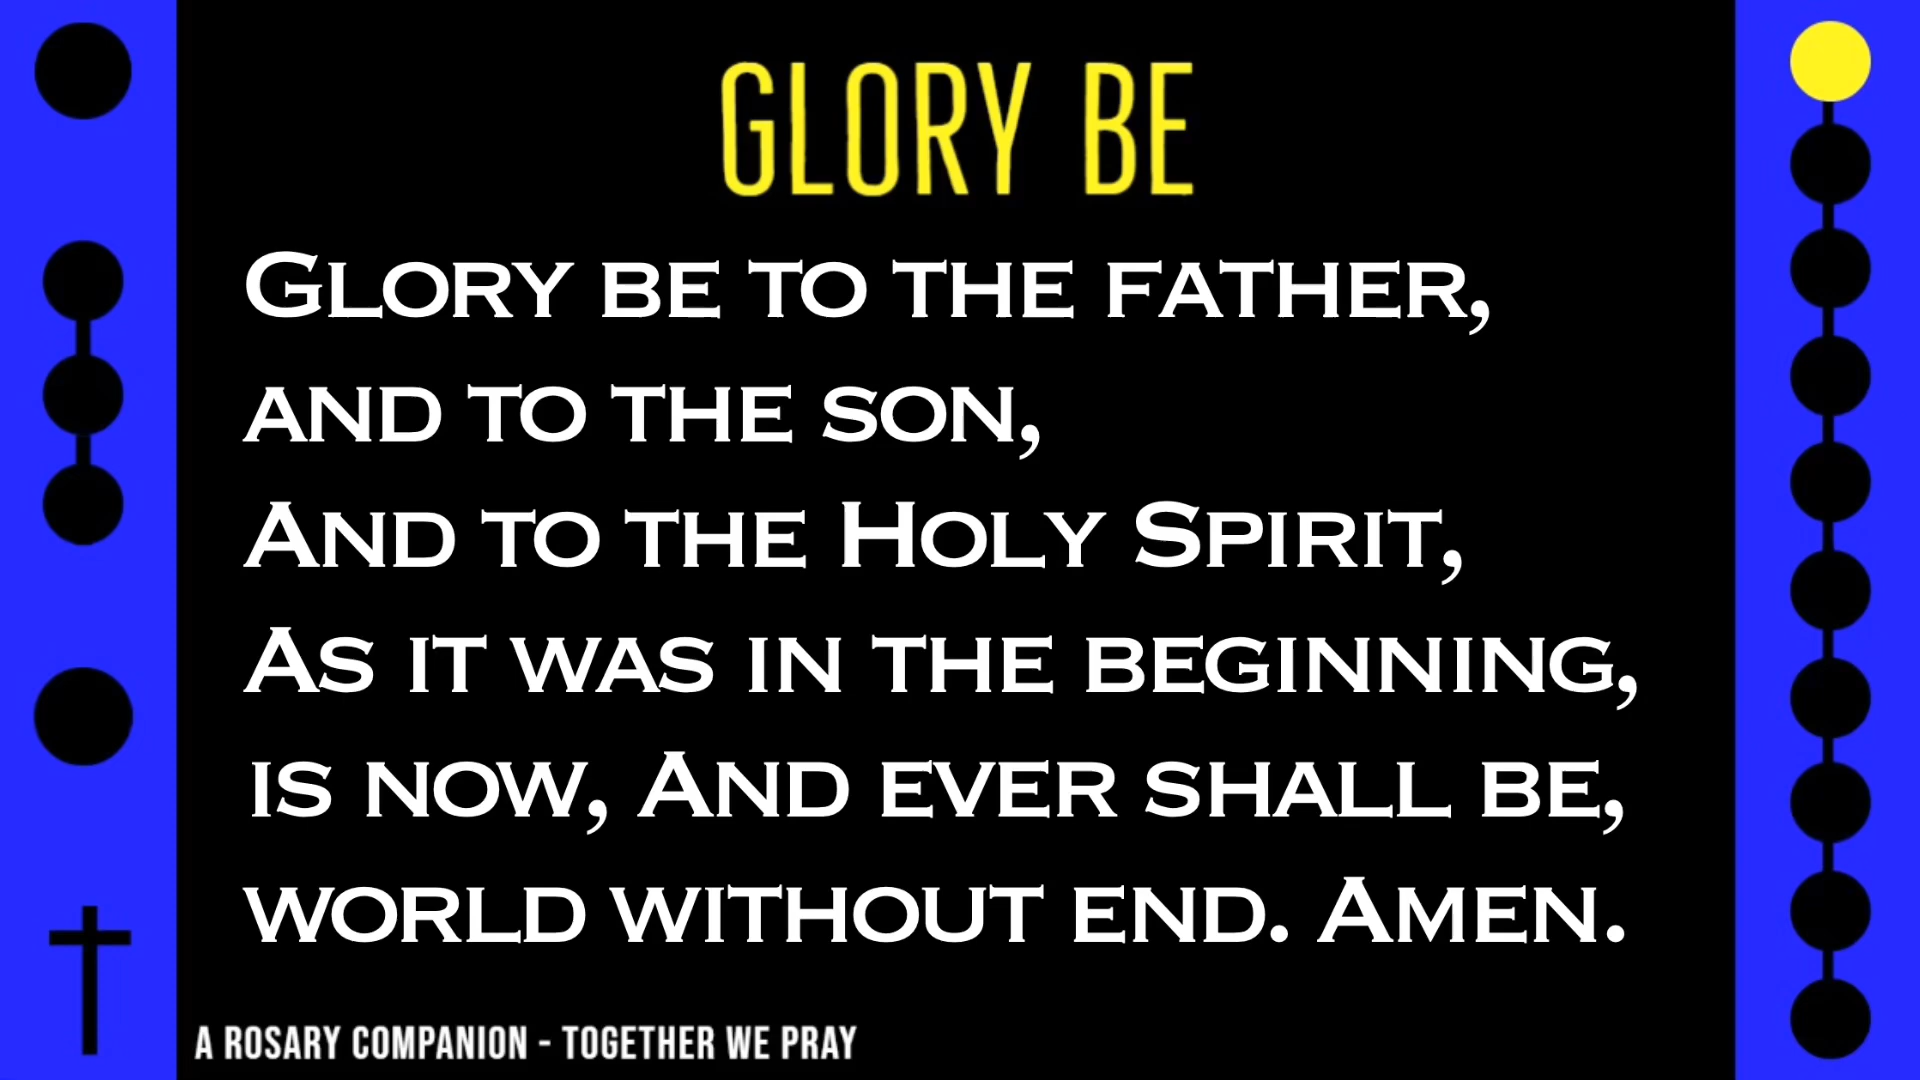 GLORY BE
Glory be to the father,
and to the son,
And to the Holy Spirit,
As it was in the beginning,
is now, And ever shall be,
world without end. Amen.
A ROSARY COMPANION - TOGETHER WE PRAY